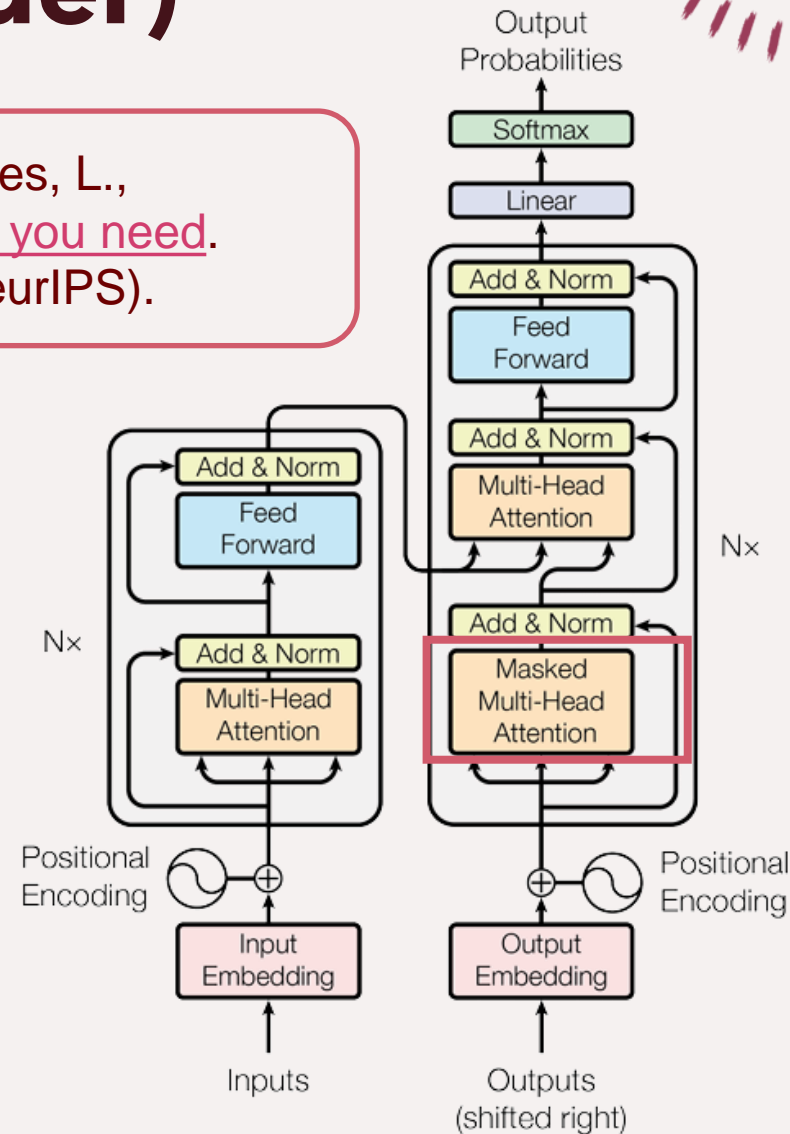 der)
es, L.,
you need.
eurIPS).
Output
Probabilities
Softmax
Linear
Add & Norm
Feed
Forward
Add & Norm
Multi-Head
Attention
Nx
Add & Norm
Masked
Multi-Head
Attention
Add & Norm
Feed
Forward
Nx
Add & Norm
Multi-Head
Attention
Positional
Encoding
Positional
Encoding
Input
Embedding
Output
Embedding
Inputs
Outputs
(shifted right)